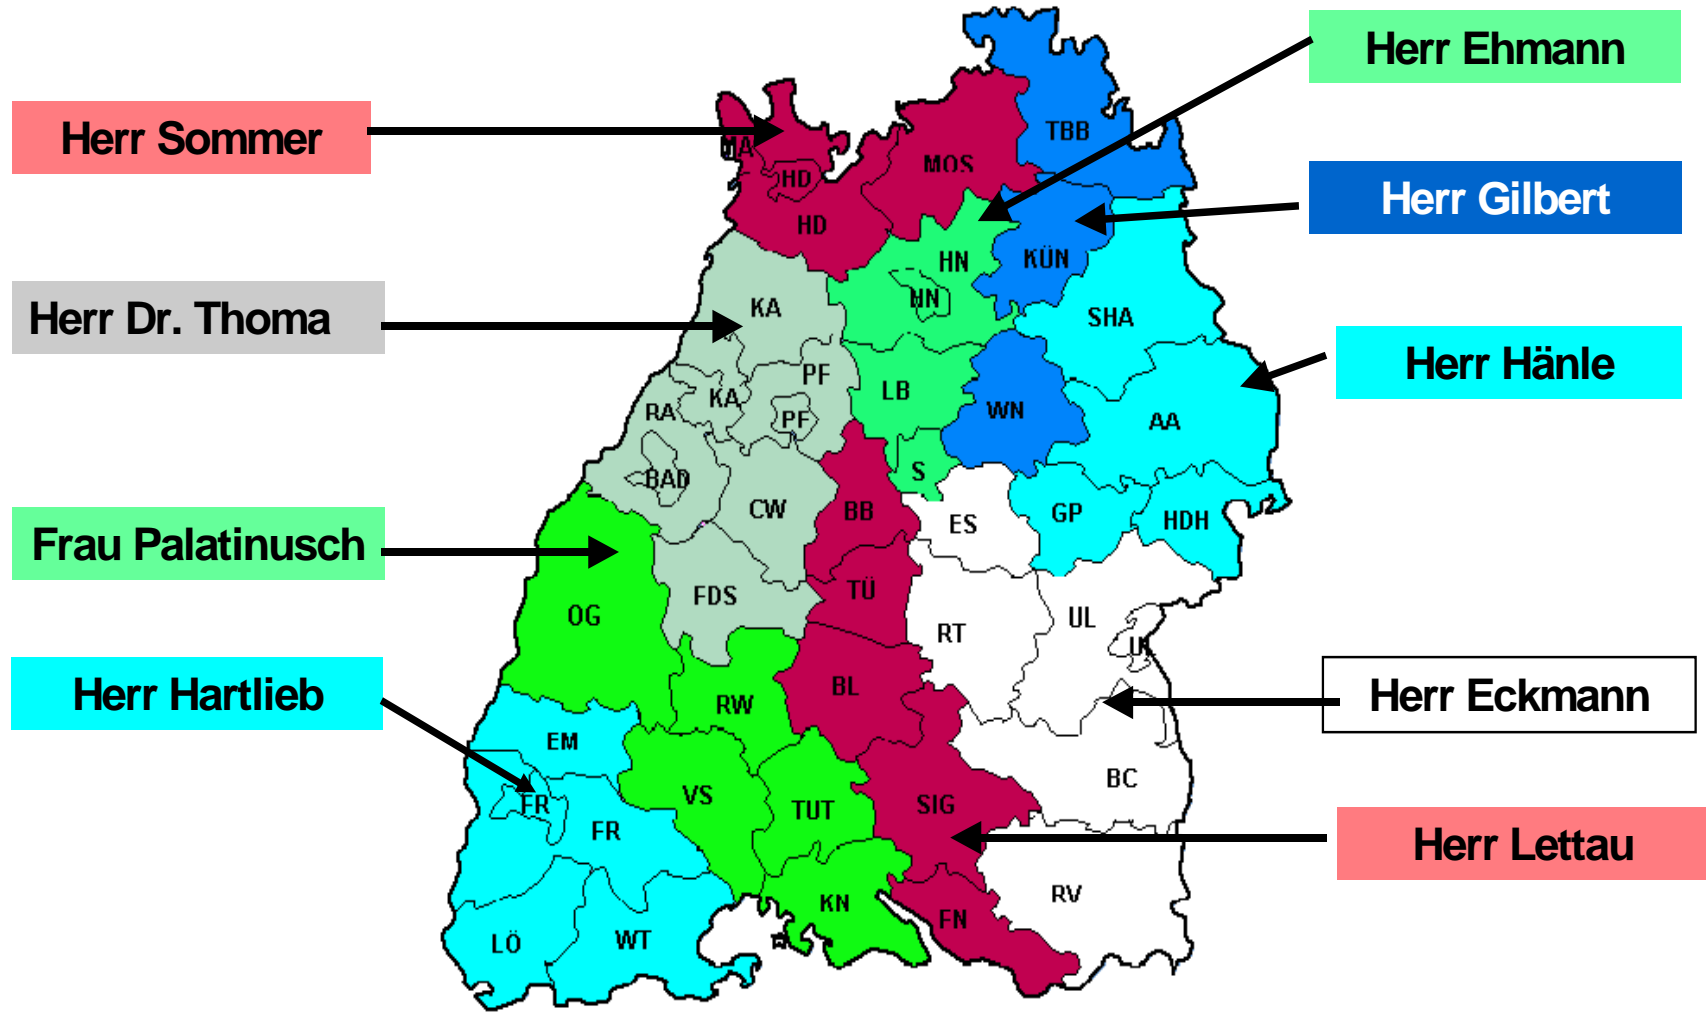 Herr Ehmann
Herr Sommer
TBB
MA
MOS
HD
Herr Gilbert
HD
HN
KÜN
HN
Herr Dr. Thoma
KA
SHA
Herr Hänle
PF
LB
KA
RA
PF
WN
AA
S
BAD
CW
BB
ES
GP
HDH
Frau Palatinusch
FDS
TÜ
OG
RT
UL
UL
Herr Hartlieb
RW
BL
Herr Eckmann
EM
BC
VS
TUT
SIG
FR
FR
Herr Lettau
RV
KN
FN
LÖ
WT